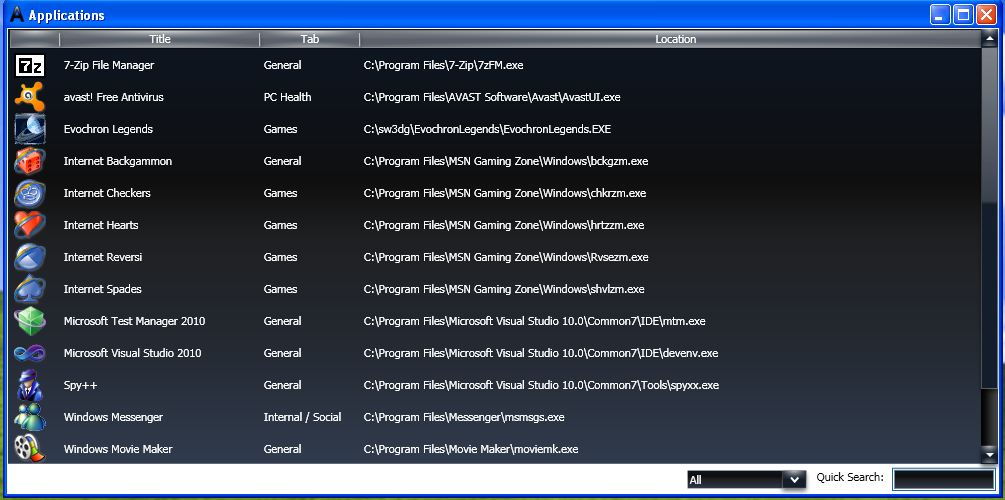 Applications
Title Tab Location
7-Zip File Manager General C:\Program Files\7-Zip\7zFM.exe
avast! Free Antivirus PC Health C:\Program Files\AVAST Software\Avast\AvastUI.exe
Evochron Legends Games C:\sw3dg\EvochronLegends\EvochronLegends.EXE
Internet Backgammon General C:\Program Files\MSN Gaming Zone\Windows\bckgzm.exe
Internet Checkers Games C:\Program Files\MSN Gaming Zone\Windows\chkrzm.exe
Internet Hearts Games C:\Program Files\MSN Gaming Zone\Windows\hrtzzm.exe
Internet Reversi Games C:\Program Files\MSN Gaming Zone\Windows\Rvsezm.exe
Internet Spades Games C:\Program Files\MSN Gaming Zone\Windows\shvlzm.exe
Microsoft Test Manager 2010 General C:\Program Files\Microsoft Visual Studio 10.0\Common7\IDE\mtm.exe
Microsoft Visual Studio 2010 General C:\Program Files\Microsoft Visual Studio 10.0\Common7\IDE\devenv.exe
Spy++ General C:\Program Files\Microsoft Visual Studio 10.0\Common7\Tools\spyxx.exe
Windows Messenger Internal / Social C:\Program Files\Messenger\msmsgs.exe
Windows Movie Maker General C:\Program Files\Movie Maker\moviemk.exe
All Quick Search: